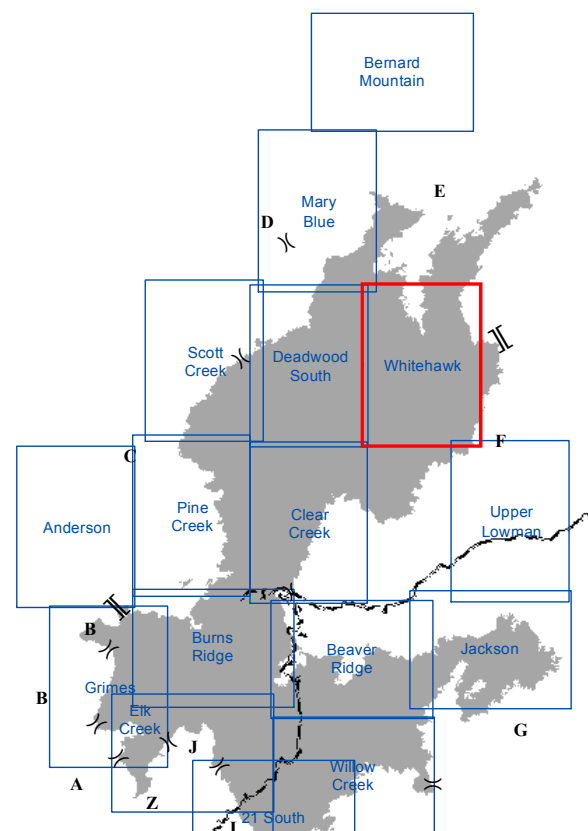 Bernard
Mountain
E
Mary
Blue
D
Scott
Creek
Deadwood
South
Whitehawk
F
C
Pine
Creek
Clear
Creek
Upper
Lowman
Anderson
B
Burns
Ridge
Beaver
Ridge
Jackson
B
Grimes
Elk
Creek
G
J
A
Z
Willow
Creek
21 South